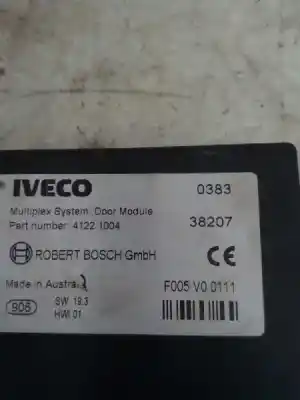 IVECO 0383
Multiplex System: Door Module
Part number: 4122 1004 38207
BOSCH ROBERT BOSCH GmbH CE
Made in F005 V0 0111
906 SW 19.3
HW 01